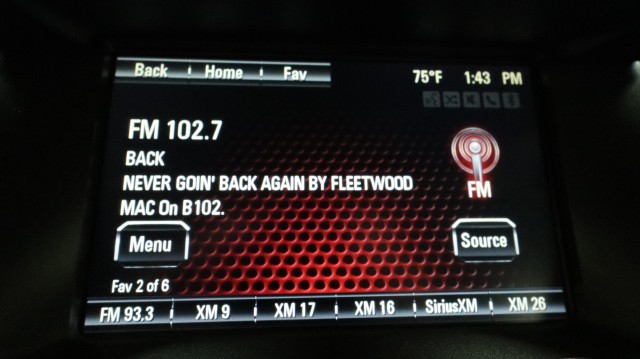 Back Home Fav 75°F 1:43 PM
FM 102.7
BACK
NEVER GOIN' BACK AGAIN BY FLEETWOOD
MAC On B102.
FM
Menu Source
Fav 2 of 6
FM 93.3 XM 9 XM 17 XM 16 SiriusXM XM 26